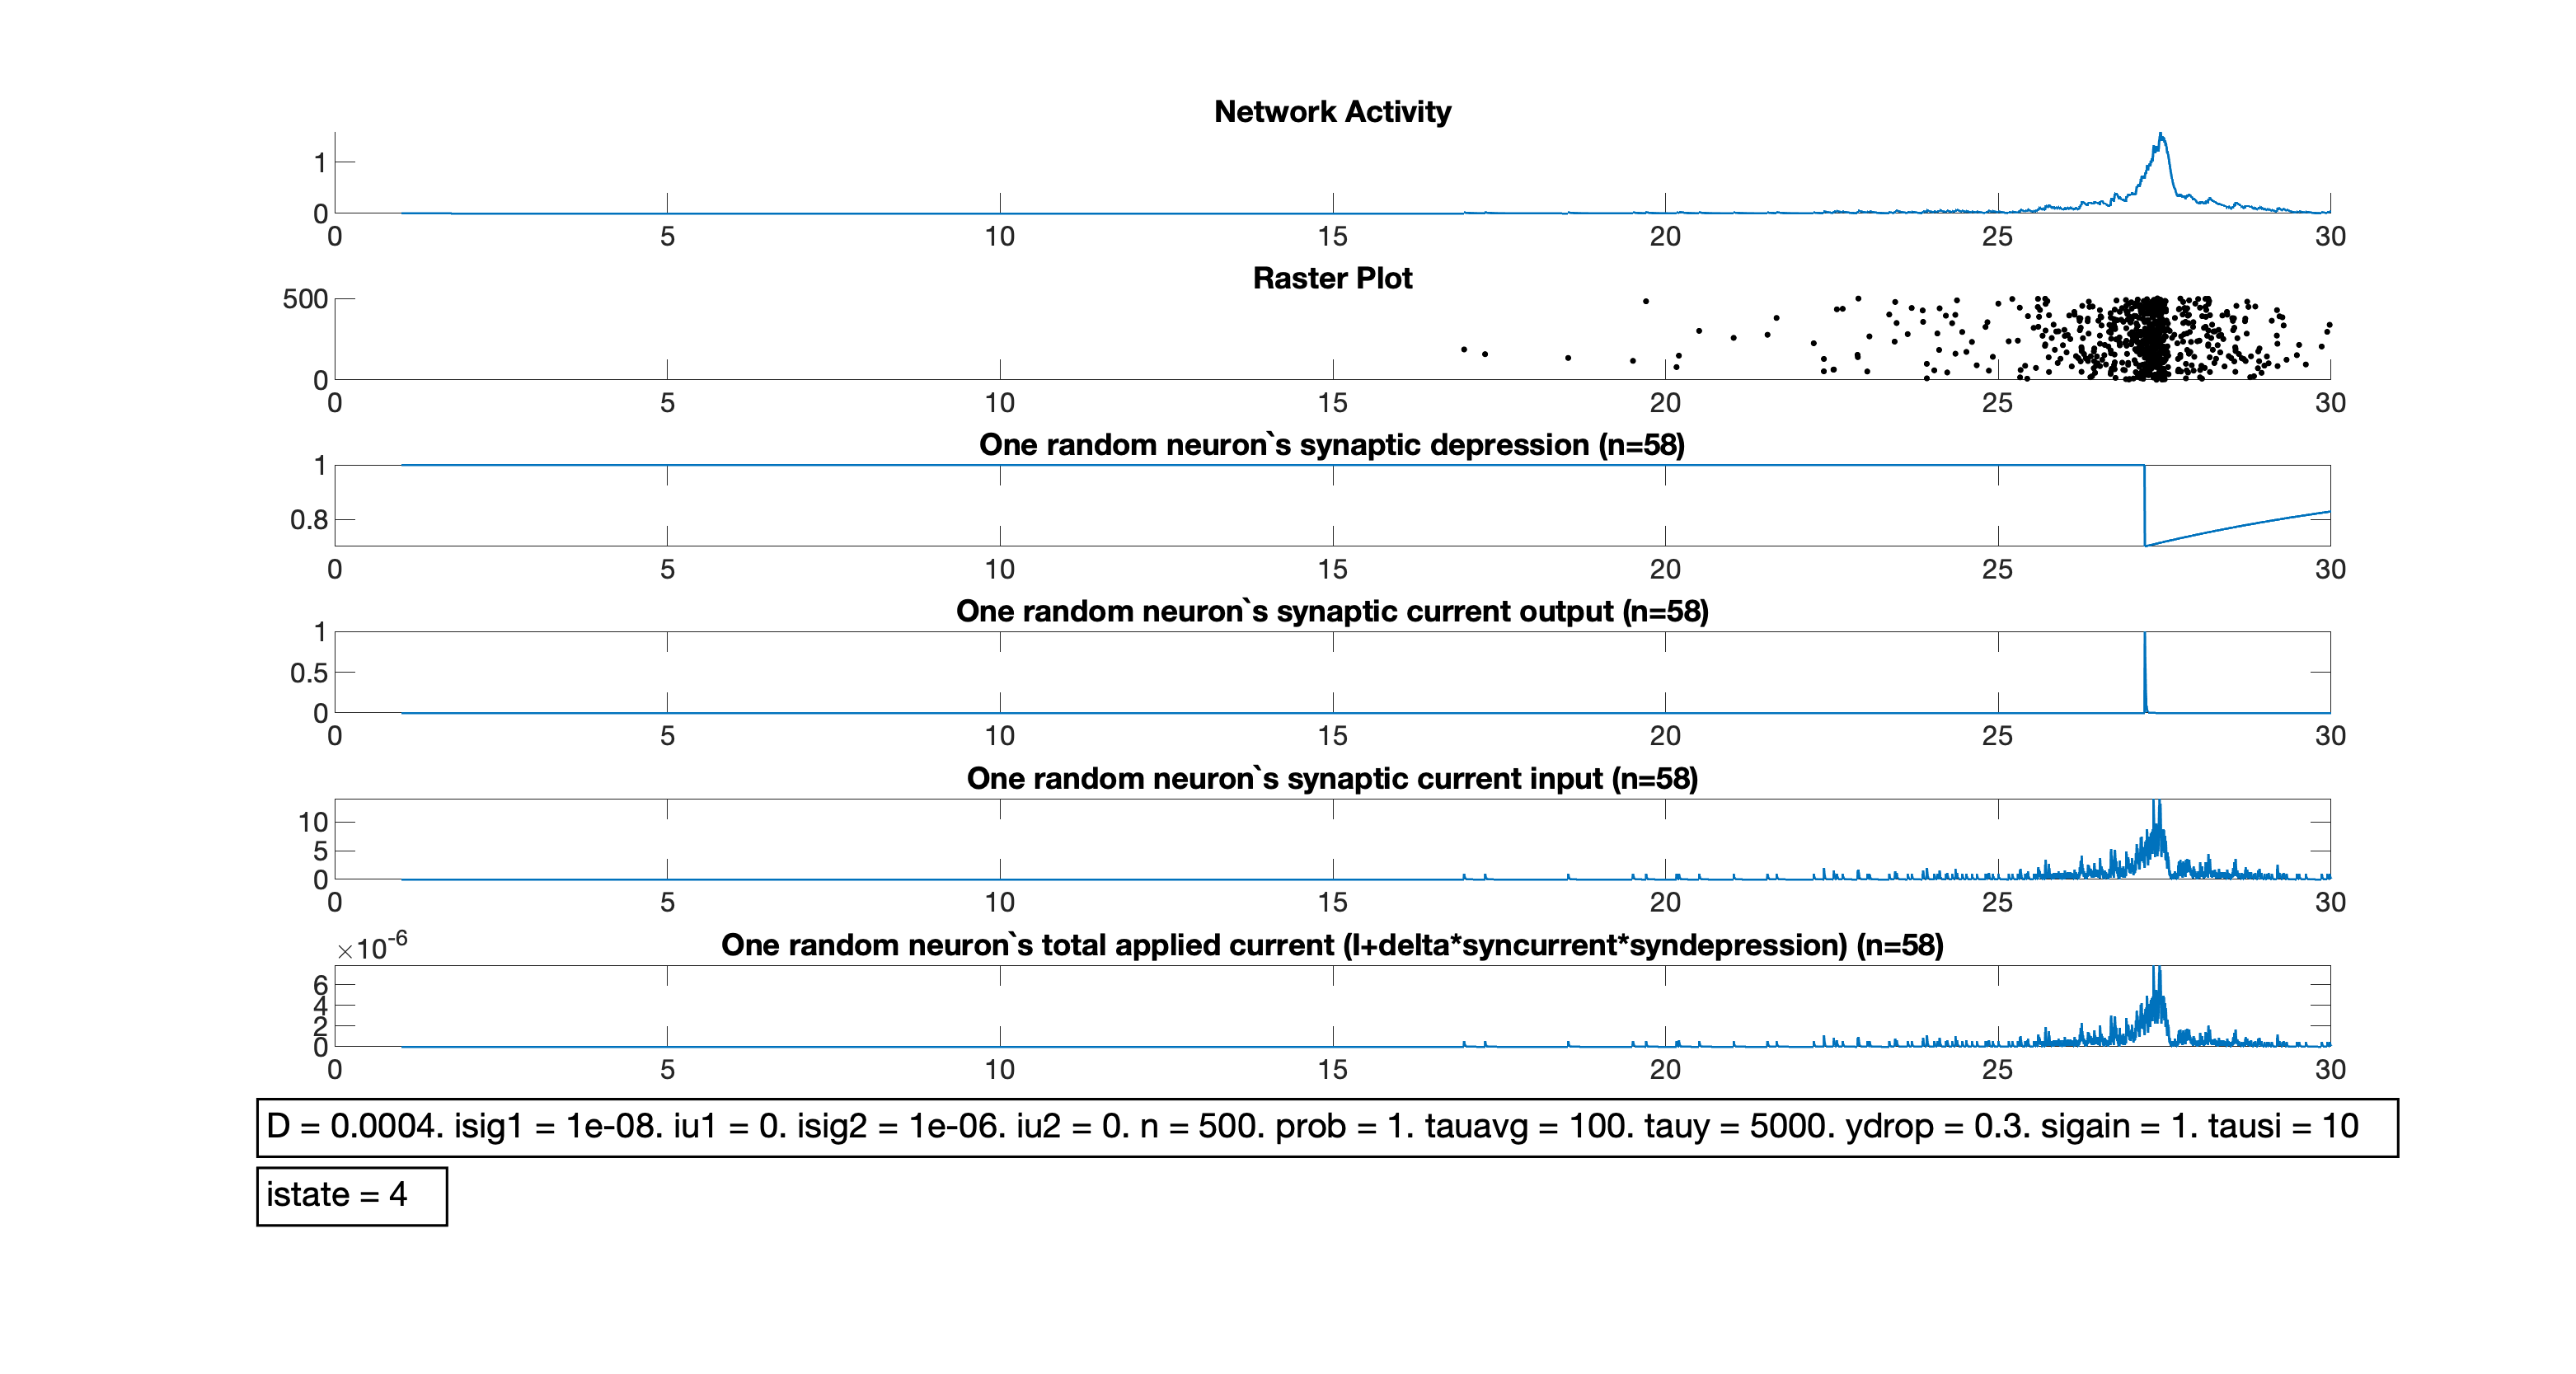 Network Activity
1
0
0 5 10 15 20 25 30
Raster Plot
500
0
0 5 10 15 20 25 30
One random neuron`s synaptic depression (n=58)
1
0.8
0 5 10 15 20 25 30
One random neuron`s synaptic current output (n=58)
1
0.5
0
0 5 10 15 20 25 30
One random neuron`s synaptic current input (n=58)
10
5
0
0 5 10 15 20 25 30
×10-6
One random neuron`s total applied current (I+delta*syncurrent*syndepression) (n=58)
6
4
2
0
0 5 10 15 20 25 30
D = 0.0004. isig1 = 1e-08. iu1 = 0. isig2 = 1e-06. iu2 = 0. n = 500. prob = 1. tauavg = 100. tauy = 5000. ydrop = 0.3. sigain = 1. tausi = 10
istate = 4